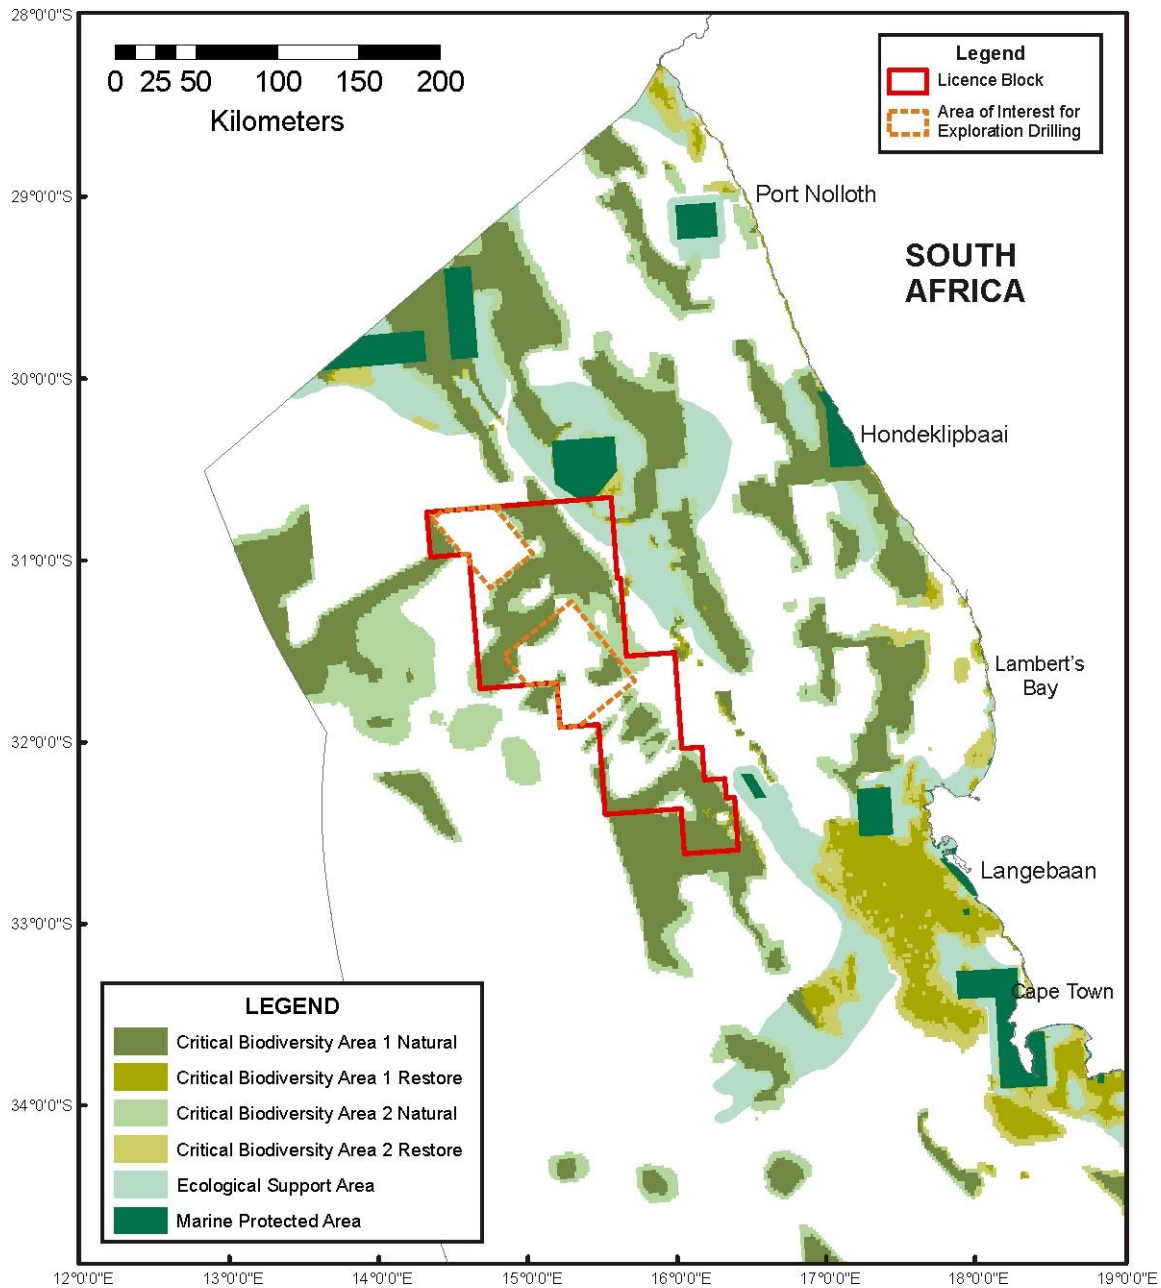 28°0'0"S
0 25 50 100 150 200
Kilometers
Legend
Licence Block
Area of Interest for
Exploration Drilling
29°0'0"S
Port Nolloth
SOUTH
AFRICA
30°0'0"S
Hondeklipbaai
31°0'0"S
Lambert's
Bay
32°0'0"S
Langebaan
33°0'0"S
Cape Town
LEGEND
Critical Biodiversity Area 1 Natural
Critical Biodiversity Area 1 Restore
Critical Biodiversity Area 2 Natural
Critical Biodiversity Area 2 Restore
Ecological Support Area
Marine Protected Area
34°0'0"S
12°0'0"E 13°0'0"E 14°0'0"E 15°0'0"E 16°0'0"E 17°0'0"E 18°0'0"E 19°0'0"E